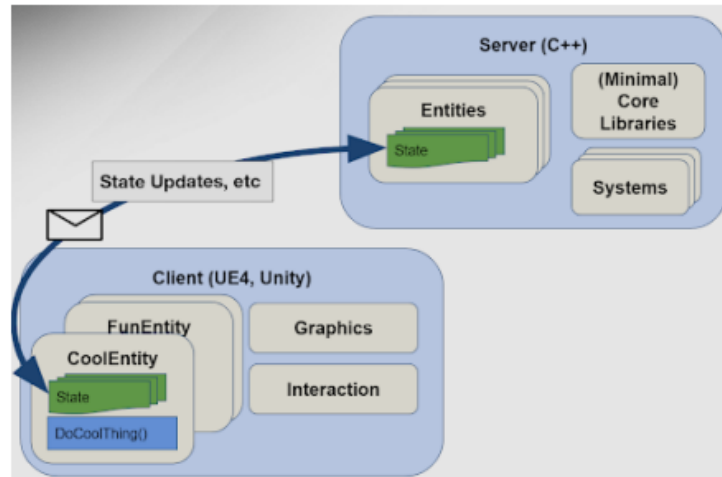 Server (C++)
Entities
State
(Minimal)
Core
Libraries
Systems
State Updates, etc
Client (UE4, Unity)
FunEntity
CoolEntity
State
DoCoolThing()
Graphics
Interaction